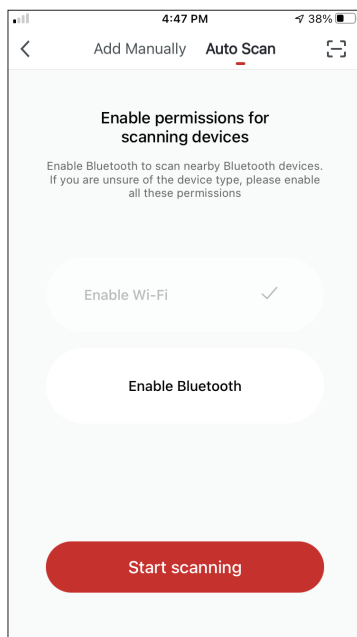 4:47 PM 38%
Add Manually Auto Scan
Enable permissions for
scanning devices
Enable Bluetooth to scan nearby Bluetooth devices.
If you are unsure of the device type, please enable
all these permissions
Enable Wi-Fi
Enable Bluetooth
Start scanning